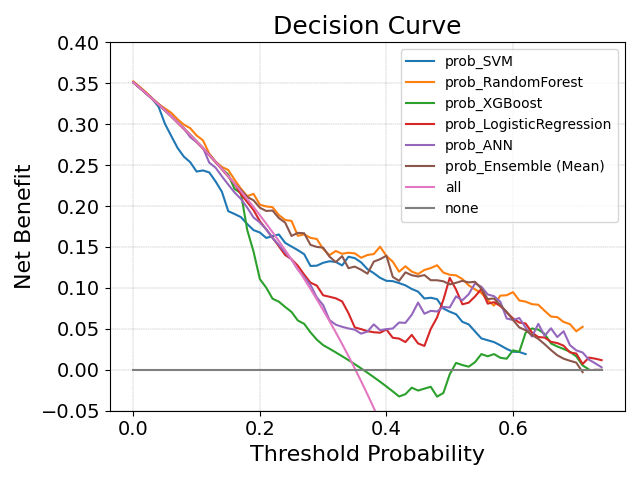 Decision Curve
Net Benefit
0.40
0.35
0.30
0.25
0.20
0.15
0.10
0.05
0.00
−0.05
prob_SVM
prob_RandomForest
prob_XGBoost
prob_LogisticRegression
prob_ANN
prob_Ensemble (Mean)
all
none
0.0 0.2 0.4 0.6
Threshold Probability